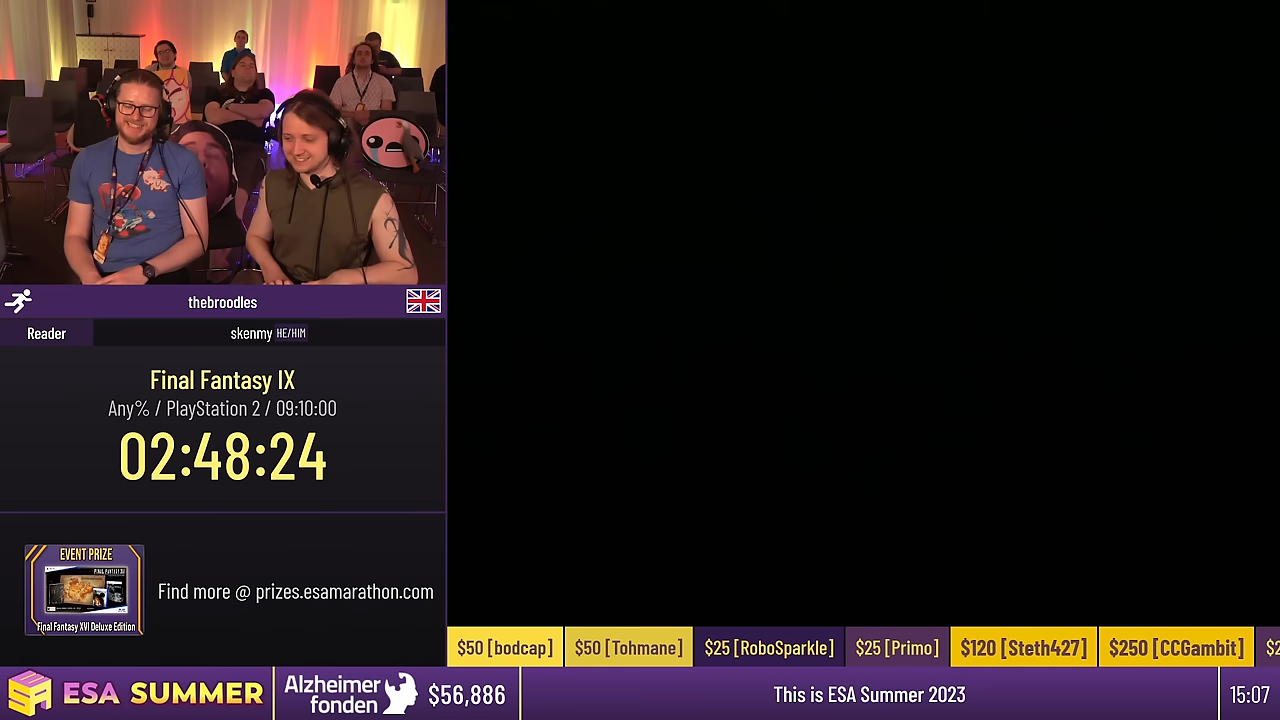 thebroodles
Reader
skenmy HE/HIM
Final Fantasy IX
Any% / PlayStation 2 / 09:10:00
02:48:24
EVENT PRIZE
Final Fantasy XVI Deluxe Edition
Find more @ prizes.esamarathon.com
$50 [bodcap]
$50 [Tohmane]
$25 [RoboSparkle]
$25 [Primo]
$120 [Steth427]
$250 [CCGambit]
ESA SUMMER
Alzheimer
fonden
$56,886
This is ESA Summer 2023
15:07